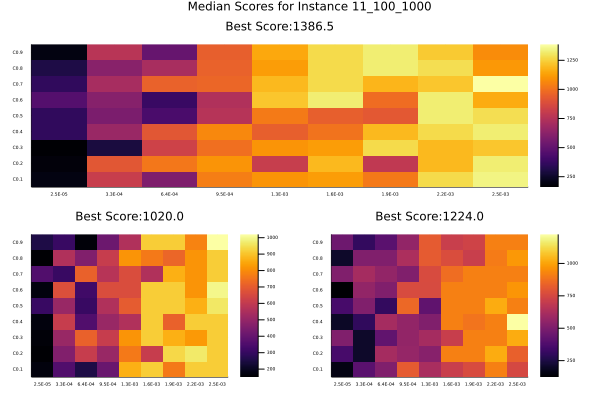 Median Scores for Instance 11_100_1000
Best Score:1386.5
C0.9
C0.8
C0.7
C0.6
C0.5
C0.4
C0.3
C0.2
C0.1
2.5E-05 3.3E-04 6.4E-04 9.5E-04 1.3E-03 1.6E-03 1.9E-03 2.2E-03 2.5E-03
1250
1000
750
500
250
Best Score:1020.0
C0.9
C0.8
C0.7
C0.6
C0.5
C0.4
C0.3
C0.2
C0.1
2.5E-05 3.3E-04 6.4E-04 9.5E-04 1.3E-03 1.6E-03 1.9E-03 2.2E-03 2.5E-03
1000
900
800
700
600
500
400
300
200
Best Score:1224.0
C0.9
C0.8
C0.7
C0.6
C0.5
C0.4
C0.3
C0.2
C0.1
2.5E-05 3.3E-04 6.4E-04 9.5E-04 1.3E-03 1.6E-03 1.9E-03 2.2E-03 2.5E-03
1000
750
500
250